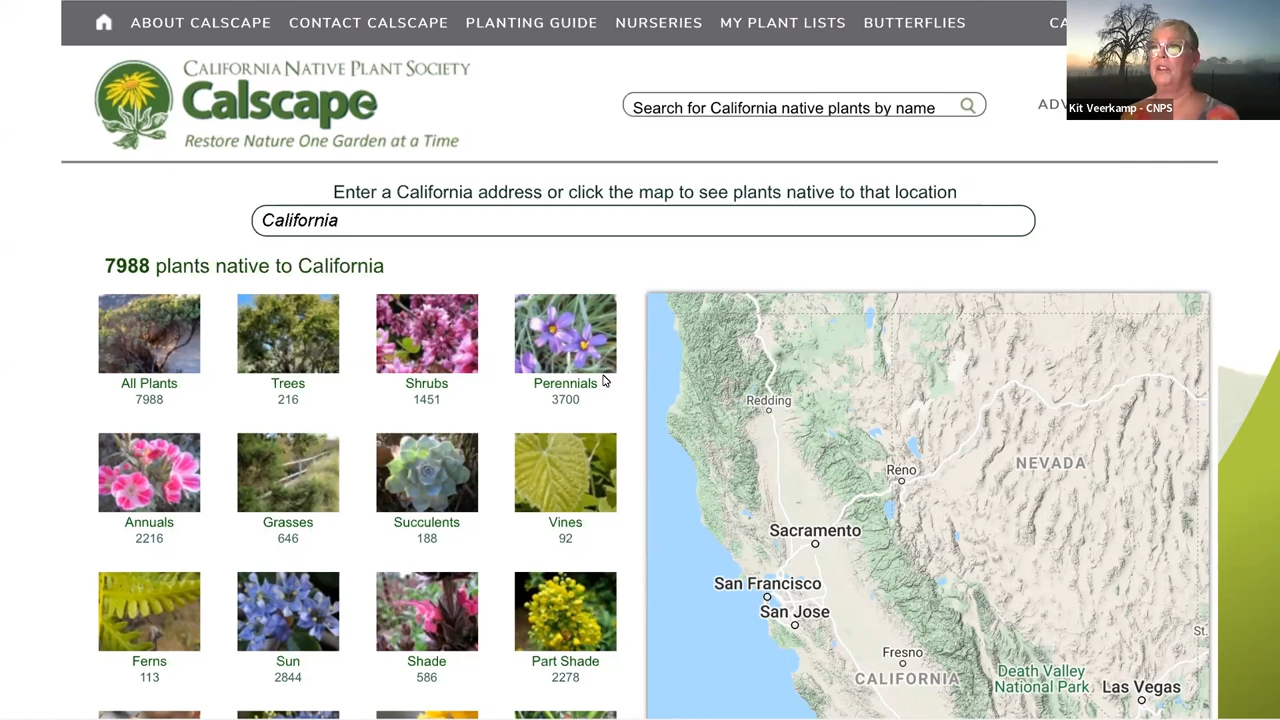 ABOUT CALSCAPE CONTACT CALSCAPE PLANTING GUIDE NURSERIES MY PLANT LISTS BUTTERFLIES CA
CALIFORNIA NATIVE PLANT SOCIETY
Calscape
Restore Nature One Garden at a Time
Search for California native plants by name
ADV
Kit Veerkamp - CNPS
Enter a California address or click the map to see plants native to that location
California
7988 plants native to California
All Plants Trees Shrubs Perennials
7988 216 1451 3700
Annuals Grasses Succulents Vines
2216 646 188 92
Ferns Sun Shade Part Shade
113 2844 586 2278
Redding
Reno
NEVADA
Sacramento
San Francisco
San Jose
St.
Fresno
CALIFORNIA
Death Valley
National Park
Las Vegas